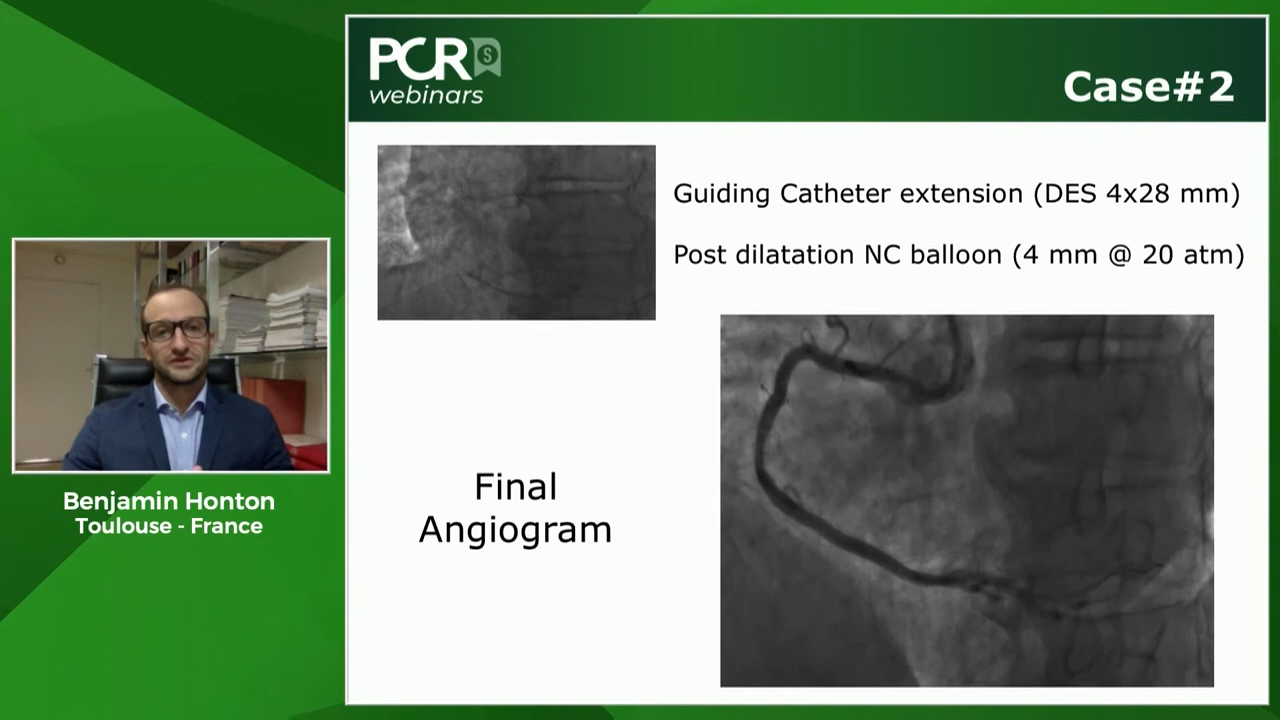 PCR
webinars
Case#2
Guiding Catheter extension (DES 4x28 mm)
Post dilatation NC balloon (4 mm @ 20 atm)
Final
Angiogram
Benjamin Honton
Toulouse - France